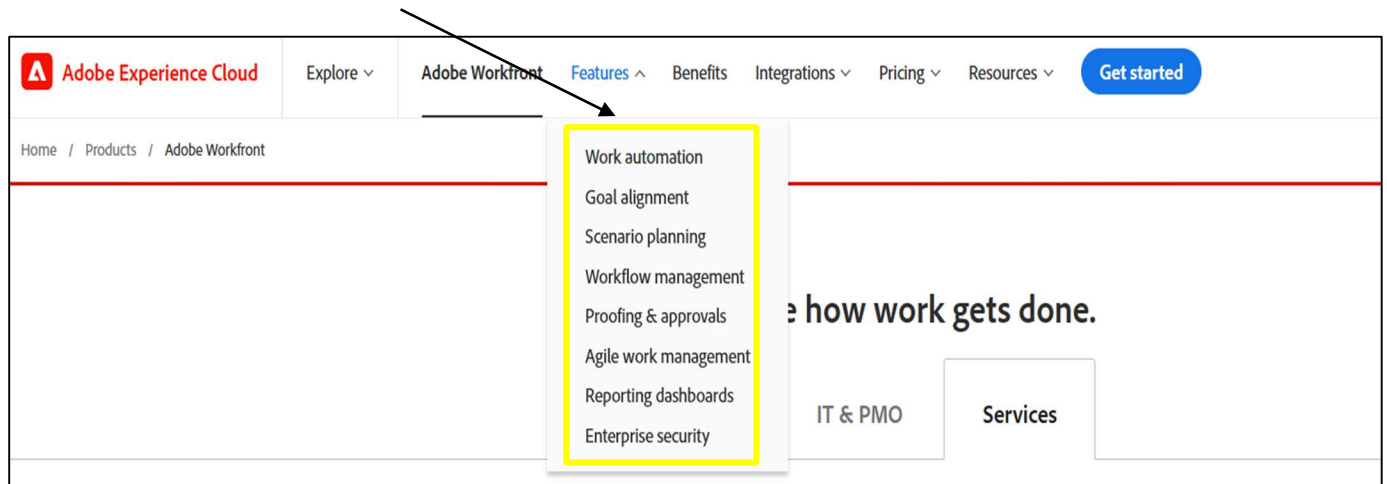 Adobe Experience Cloud Explore Adobe Workfront Features Benefits Integrations Pricing Resources Get started
Home / Products / Adobe Workfront
Work automation
Goal alignment
Scenario planning
Workflow management
Proofing & approvals
how work gets done.
Agile work management
Reporting dashboards
IT & PMO Services
Enterprise security